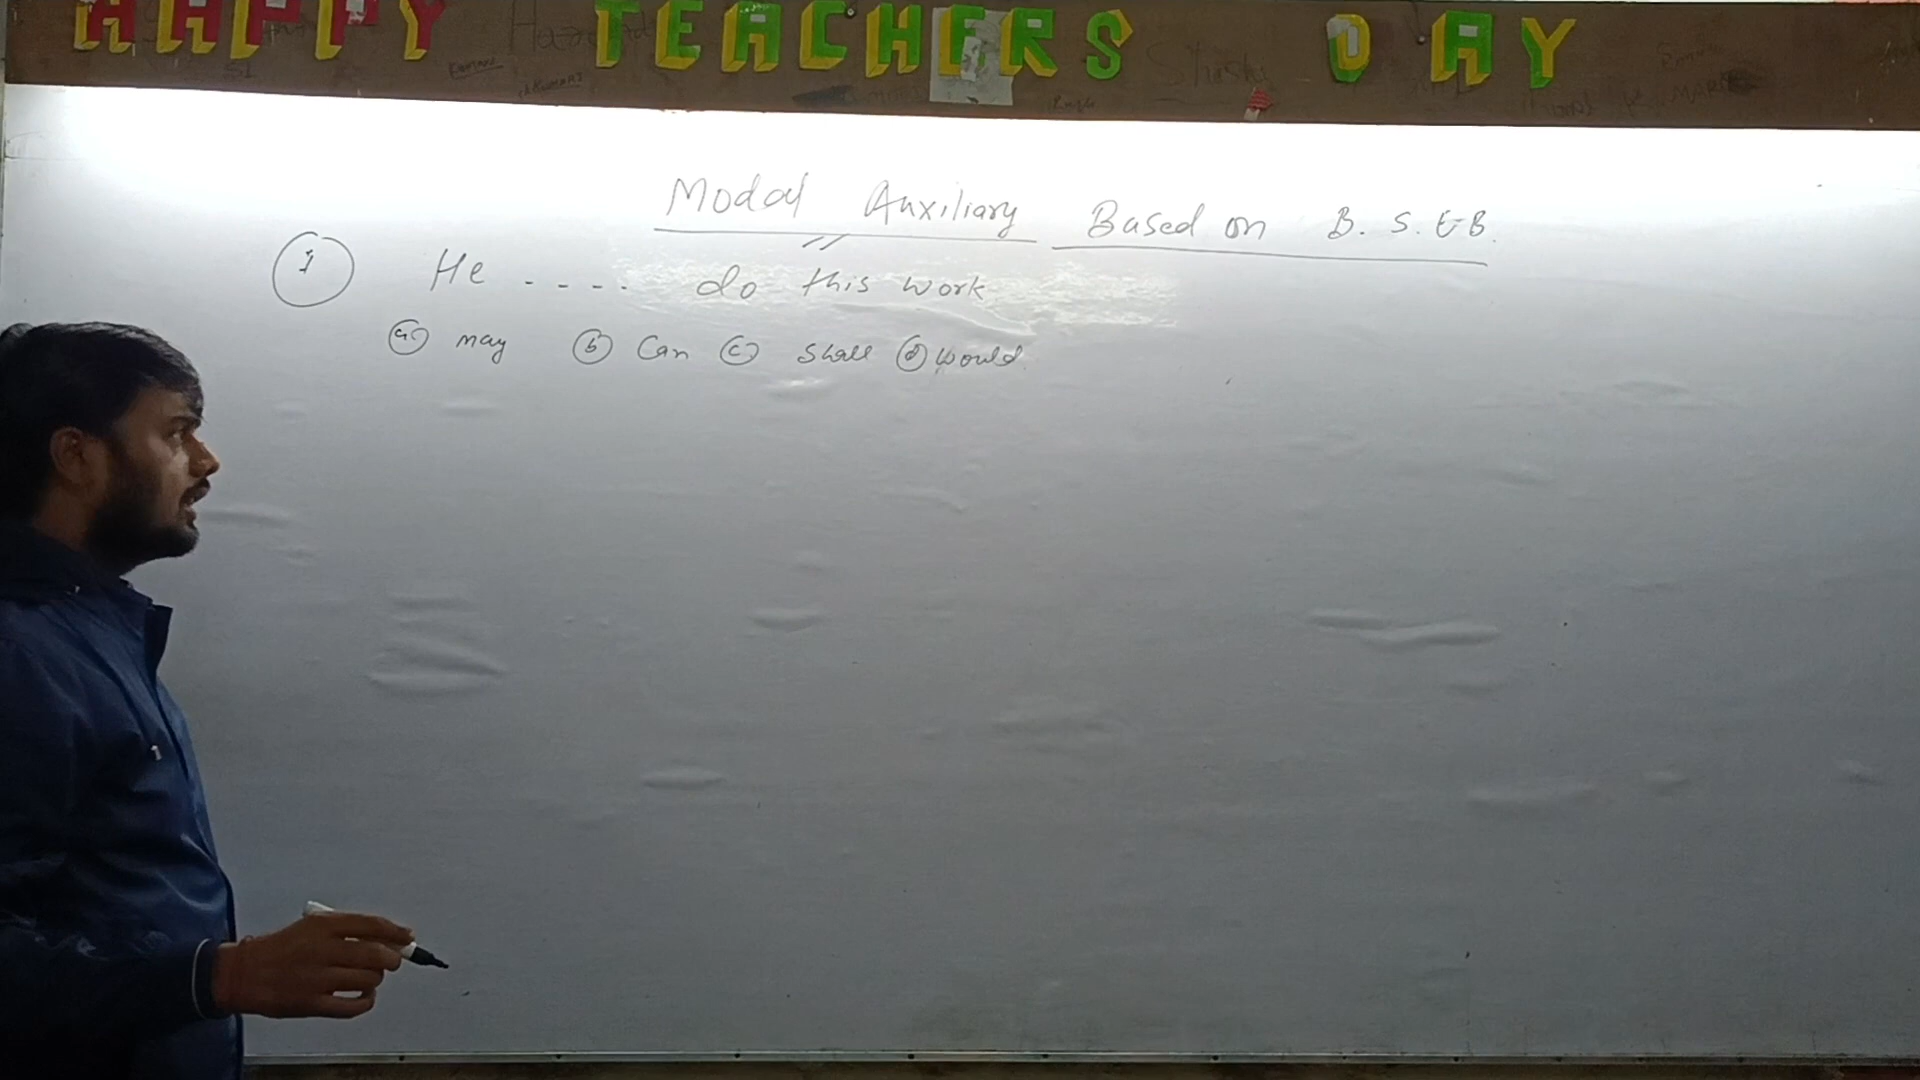 HAPPY TEACHERS DAY
Modal Auxiliary Based on B. S. E B.
1 He .... do this work
(a) may (b) Can (c) Shall (d) would